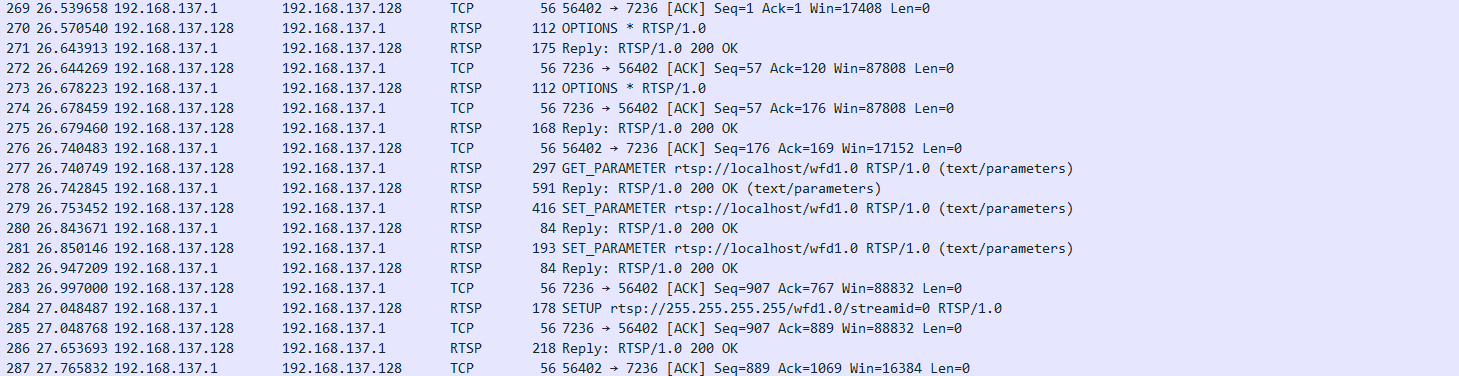 269 26.539658 192.168.137.1 192.168.137.128 TCP 56 56402 → 7236 [ACK] Seq=1 Ack=1 Win=17408 Len=0
270 26.570540 192.168.137.128 192.168.137.1 RTSP 112 OPTIONS * RTSP/1.0
271 26.643913 192.168.137.1 192.168.137.128 RTSP 175 Reply: RTSP/1.0 200 OK
272 26.644269 192.168.137.128 192.168.137.1 TCP 56 7236 → 56402 [ACK] Seq=57 Ack=120 Win=87808 Len=0
273 26.678223 192.168.137.1 192.168.137.128 RTSP 112 OPTIONS * RTSP/1.0
274 26.678459 192.168.137.128 192.168.137.1 TCP 56 7236 → 56402 [ACK] Seq=57 Ack=176 Win=87808 Len=0
275 26.679460 192.168.137.128 192.168.137.1 RTSP 168 Reply: RTSP/1.0 200 OK
276 26.740483 192.168.137.1 192.168.137.128 TCP 56 56402 → 7236 [ACK] Seq=176 Ack=169 Win=17152 Len=0
277 26.740749 192.168.137.128 192.168.137.1 RTSP 297 GET_PARAMETER rtsp://localhost/wfd1.0 RTSP/1.0 (text/parameters)
278 26.742845 192.168.137.1 192.168.137.128 RTSP 591 Reply: RTSP/1.0 200 OK (text/parameters)
279 26.753452 192.168.137.128 192.168.137.1 RTSP 416 SET_PARAMETER rtsp://localhost/wfd1.0 RTSP/1.0 (text/parameters)
280 26.843671 192.168.137.1 192.168.137.128 RTSP 84 Reply: RTSP/1.0 200 OK
281 26.850146 192.168.137.128 192.168.137.1 RTSP 193 SET_PARAMETER rtsp://localhost/wfd1.0 RTSP/1.0 (text/parameters)
282 26.947209 192.168.137.1 192.168.137.128 RTSP 84 Reply: RTSP/1.0 200 OK
283 26.997000 192.168.137.128 192.168.137.1 TCP 56 7236 → 56402 [ACK] Seq=907 Ack=767 Win=88832 Len=0
284 27.048487 192.168.137.1 192.168.137.128 RTSP 178 SETUP rtsp://255.255.255.255/wfd1.0/streamid=0 RTSP/1.0
285 27.048768 192.168.137.128 192.168.137.1 TCP 56 7236 → 56402 [ACK] Seq=907 Ack=889 Win=88832 Len=0
286 27.653693 192.168.137.128 192.168.137.1 RTSP 218 Reply: RTSP/1.0 200 OK
287 27.765832 192.168.137.1 192.168.137.128 TCP 56 56402 → 7236 [ACK] Seq=889 Ack=1069 Win=16384 Len=0